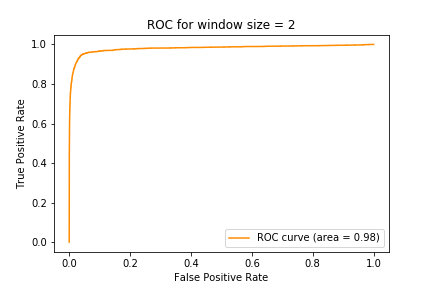 ROC for window size = 2
True Positive Rate
1.0
0.8
0.6
0.4
0.2
0.0
ROC curve (area = 0.98)
0.0 0.2 0.4 0.6 0.8 1.0
False Positive Rate